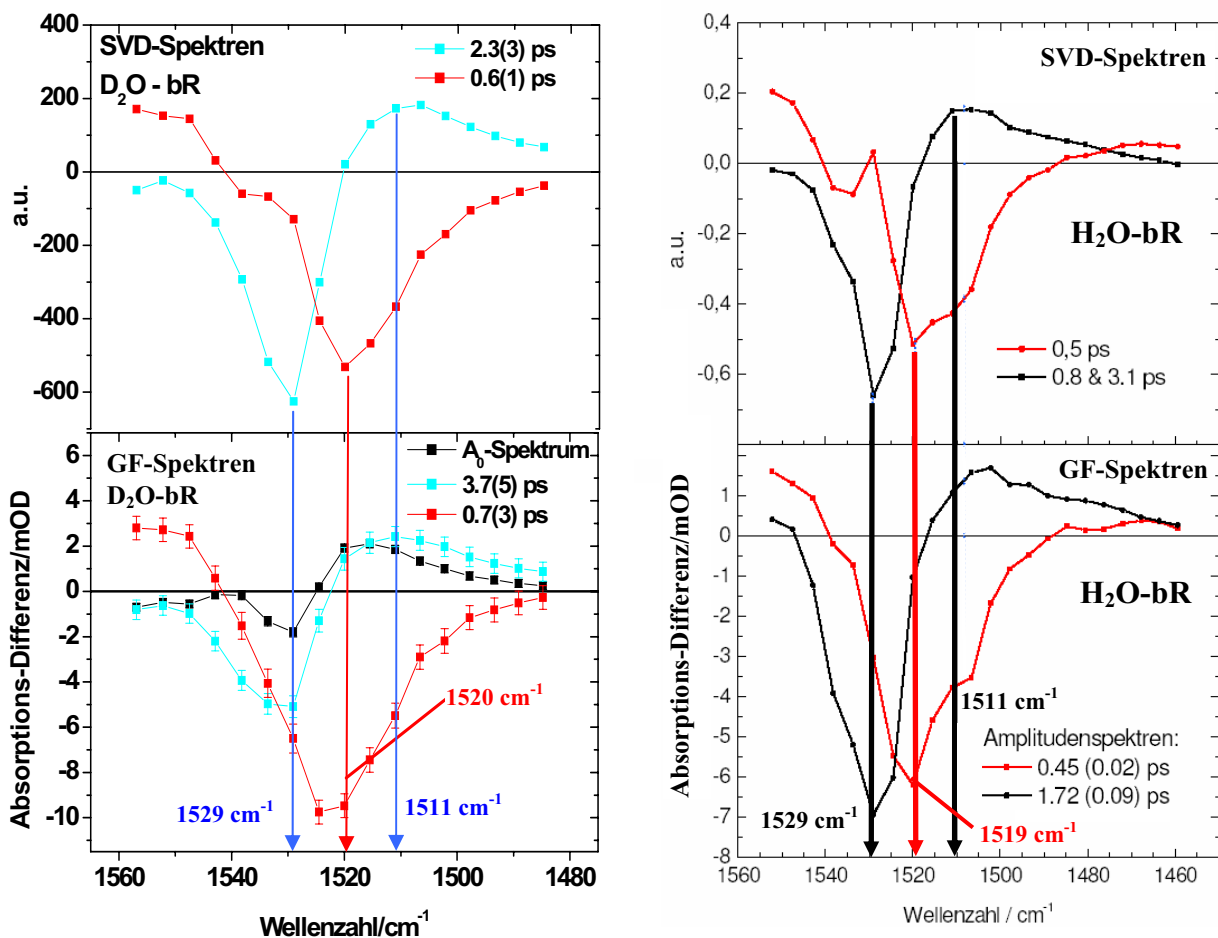 SVD-Spektren
D2O - bR
2.3(3) ps
0.6(1) ps
400
200
0
-200
-400
-600
a.u.
GF-Spektren
D2O-bR
A0-Spektrum
3.7(5) ps
0.7(3) ps
6
4
2
0
-2
-4
-6
-8
-10
Absorptions-Differenz/mOD
1520 cm-1
1529 cm-1
1511 cm-1
1560 1540 1520 1500 1480
Wellenzahl/cm-1
SVD-Spektren
H2O-bR
0,5 ps
0.8 & 3.1 ps
0,4
0,2
0,0
-0,2
-0,4
-0,6
a.u.
GF-Spektren
H2O-bR
1
0
-1
-2
-3
-4
-5
-6
-7
-8
Absorptions-Differenz/mOD
1511 cm-1
Amplitudenspektren:
0.45 (0.02) ps
1.72 (0.09) ps
1529 cm-1
1519 cm-1
1560 1540 1520 1500 1480 1460
Wellenzahl / cm-1